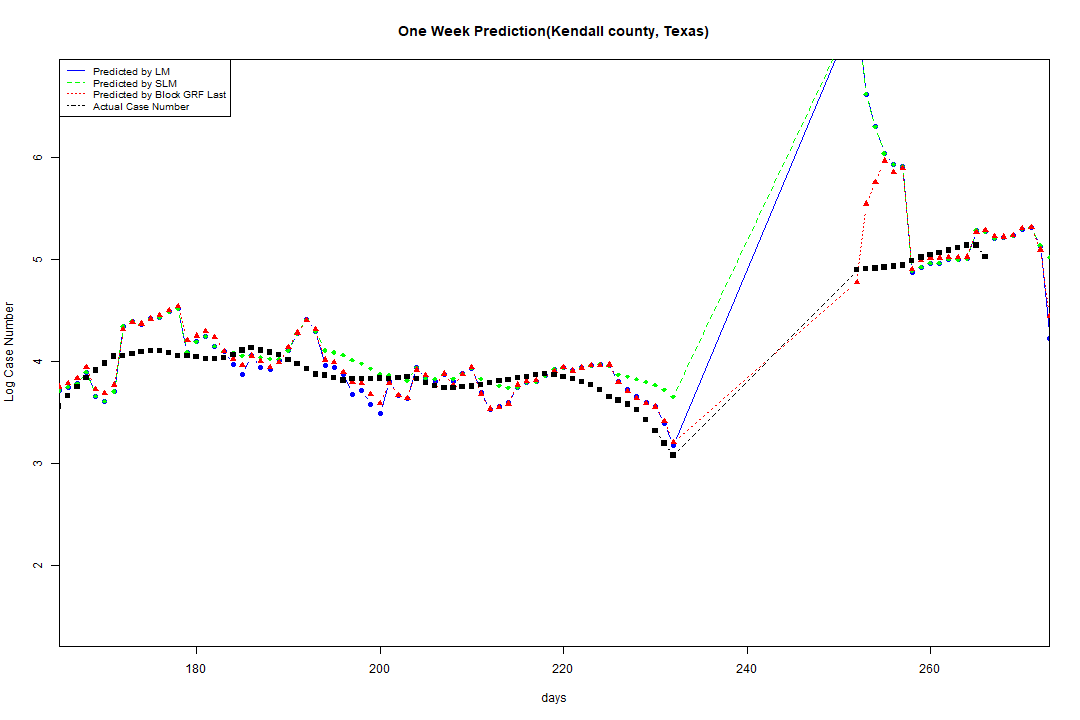 One Week Prediction(Kendall county, Texas)
Predicted by LM
Predicted by SLM
Predicted by Block GRF Last
Actual Case Number
6
5
4
3
2
Log Case Number
180 200 220 240 260
days